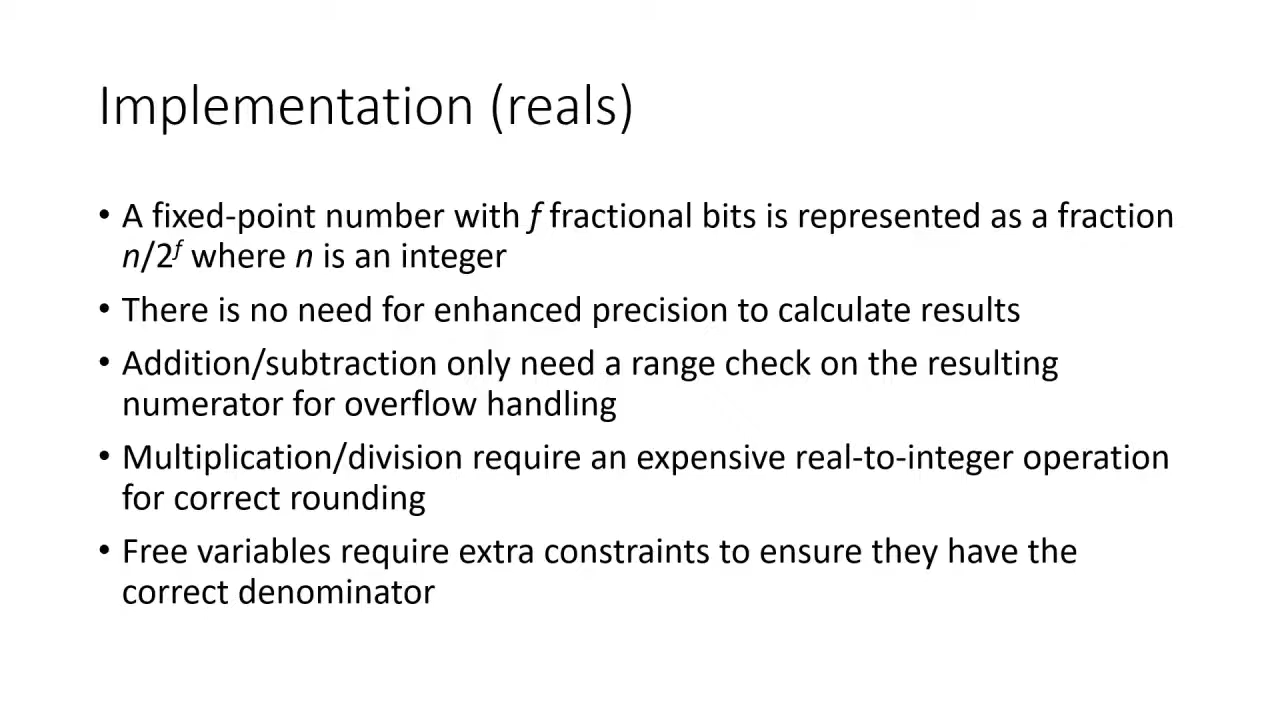 Implementation (reals)
• A fixed-point number with f fractional bits is represented as a fraction
n/2^f where n is an integer
• There is no need for enhanced precision to calculate results
• Addition/subtraction only need a range check on the resulting
numerator for overflow handling
• Multiplication/division require an expensive real-to-integer operation
for correct rounding
• Free variables require extra constraints to ensure they have the
correct denominator